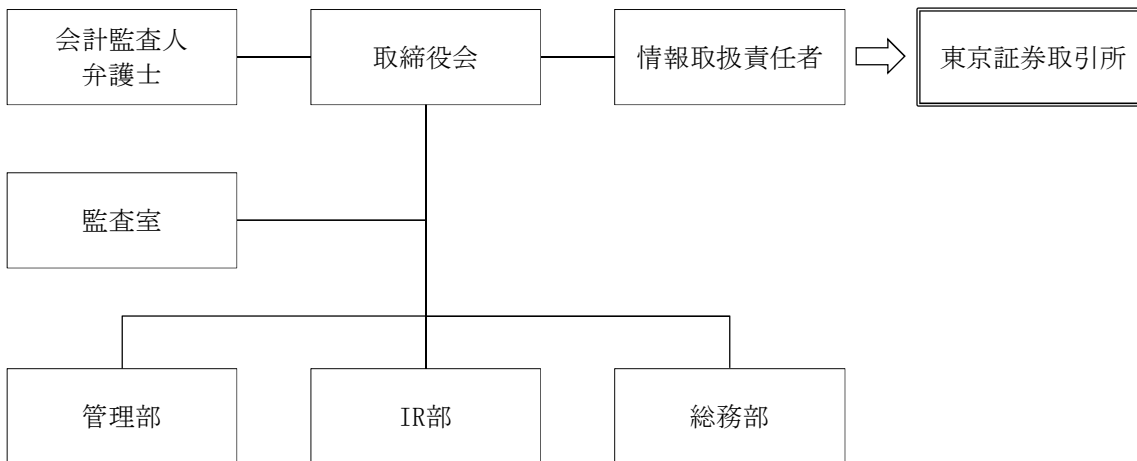 会計監査人
弁護士
取締役会
情報取扱責任者
東京証券取引所
監査室
管理部
IR部
総務部